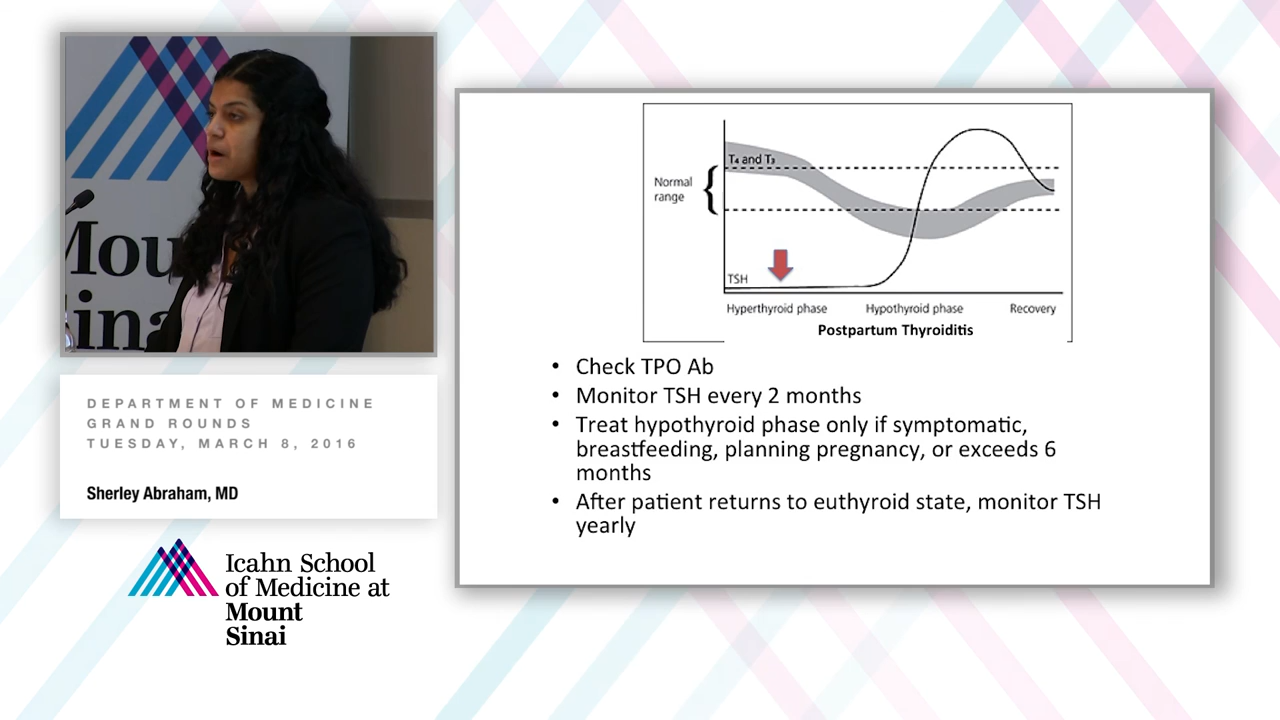 Mou
Sinai
DEPARTMENT OF MEDICINE
GRAND ROUNDS
TUESDAY, MARCH 8, 2016
Sherley Abraham, MD
Icahn School
of Medicine at
Mount
Sinai
T₄ and T₃
Normal
range
TSH
Hyperthyroid phase
Hypothyroid phase
Recovery
Postpartum Thyroiditis
• Check TPO Ab
• Monitor TSH every 2 months
• Treat hypothyroid phase only if symptomatic,
breastfeeding, planning pregnancy, or exceeds 6
months
• After patient returns to euthyroid state, monitor TSH
yearly